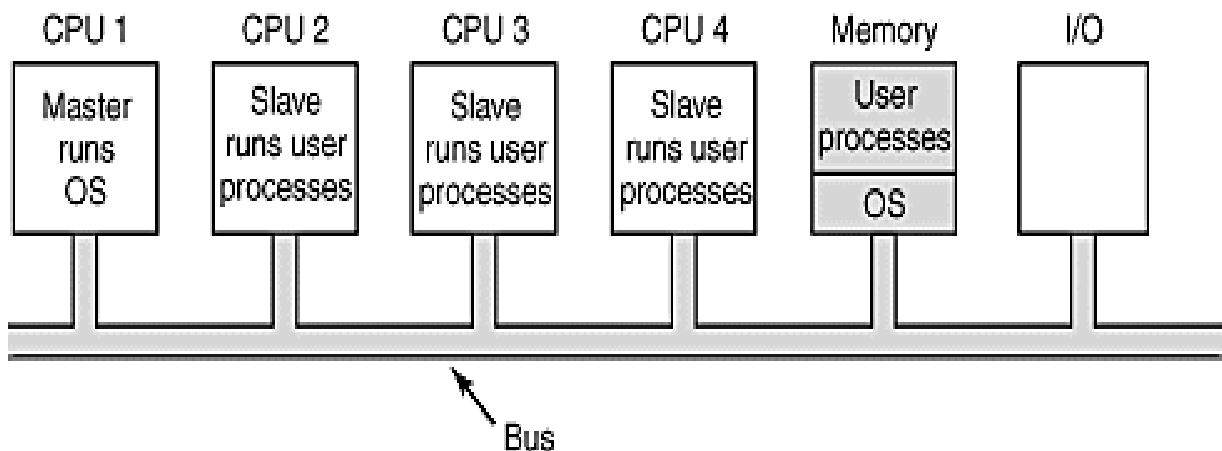 CPU 1
CPU 2
CPU 3
CPU 4
Memory
I/O
Master
runs
OS
Slave
runs user
processes
Slave
runs user
processes
Slave
runs user
processes
User
processes
OS
Bus